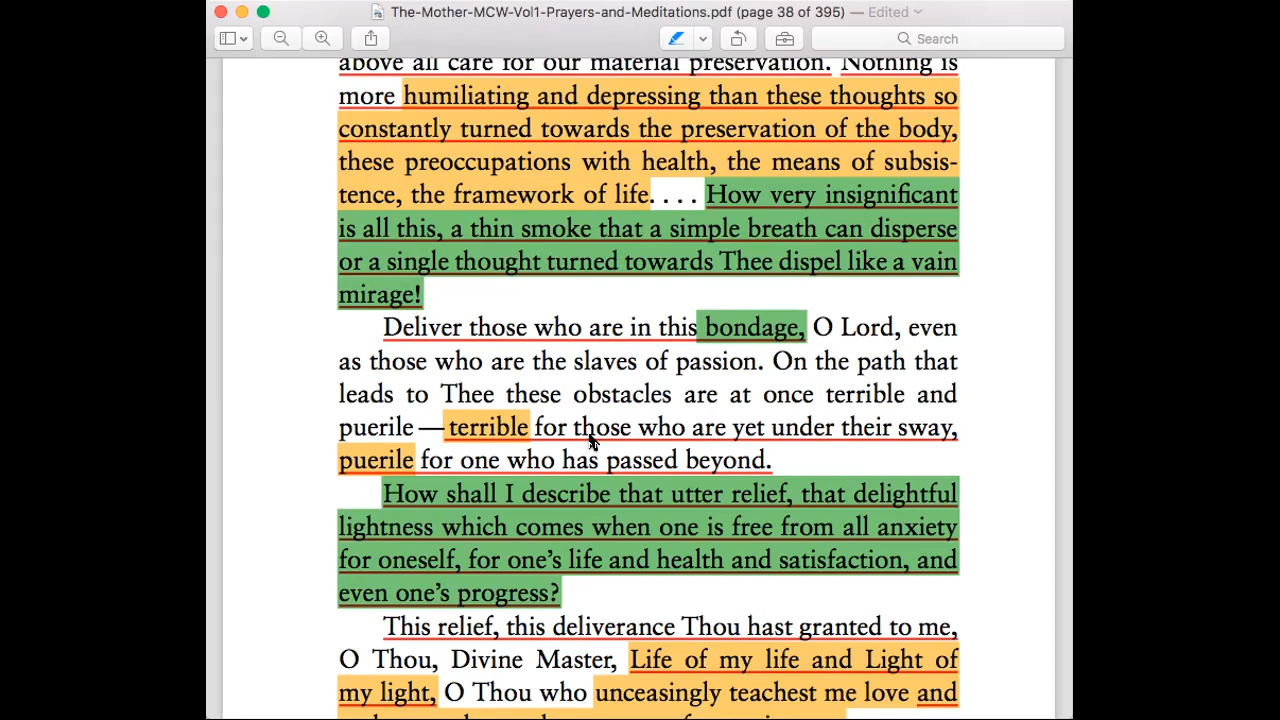 The-Mother-MCW-Vol1-Prayers-and-Meditations.pdf (page 38 of 395) — Edited
Search
above all care for our material preservation. Nothing is
more humiliating and depressing than these thoughts so
constantly turned towards the preservation of the body,
these preoccupations with health, the means of subsis-
tence, the framework of life. . . . How very insignificant
is all this, a thin smoke that a simple breath can disperse
or a single thought turned towards Thee dispel like a vain
mirage!
Deliver those who are in this bondage, O Lord, even
as those who are the slaves of passion. On the path that
leads to Thee these obstacles are at once terrible and
puerile — terrible for those who are yet under their sway,
puerile for one who has passed beyond.
How shall I describe that utter relief, that delightful
lightness which comes when one is free from all anxiety
for oneself, for one’s life and health and satisfaction, and
even one’s progress?
This relief, this deliverance Thou hast granted to me,
O Thou, Divine Master, Life of my life and Light of
my light, O Thou who unceasingly teachest me love and